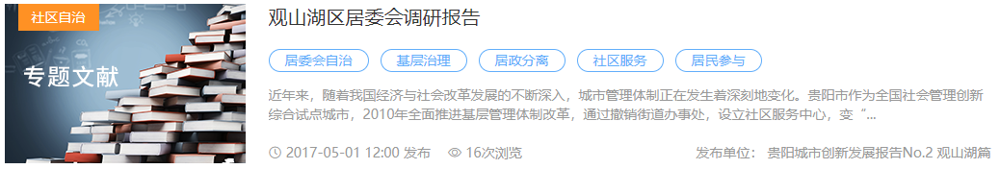 社区自治
专题文献
观山湖区居委会调研报告
居委会自治 基层治理 居政分离 社区服务 居民参与
近年来，随着我国经济与社会改革发展的不断深入，城市管理体制正在发生着深刻地变化。贵阳市作为全国社会管理创新
综合试点城市，2010年全面推进基层管理体制改革，通过撤销街道办事处，设立社区服务中心，变“...
2017-05-01 12:00 发布 16次浏览 发布单位： 贵阳城市创新发展报告No.2 观山湖篇